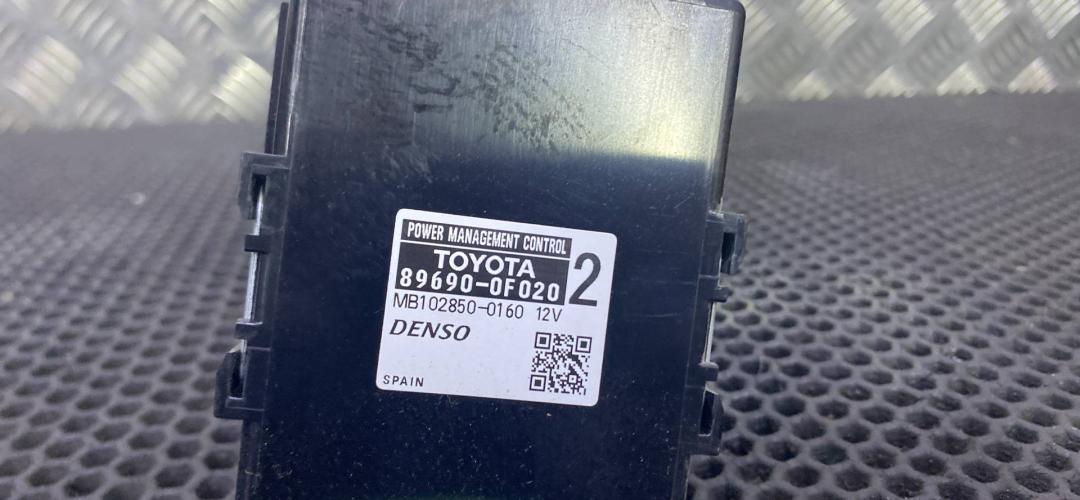 POWER MANAGEMENT CONTROL
TOYOTA
89690-0F020
2
MB102850-0160 12V
DENSO
SPAIN